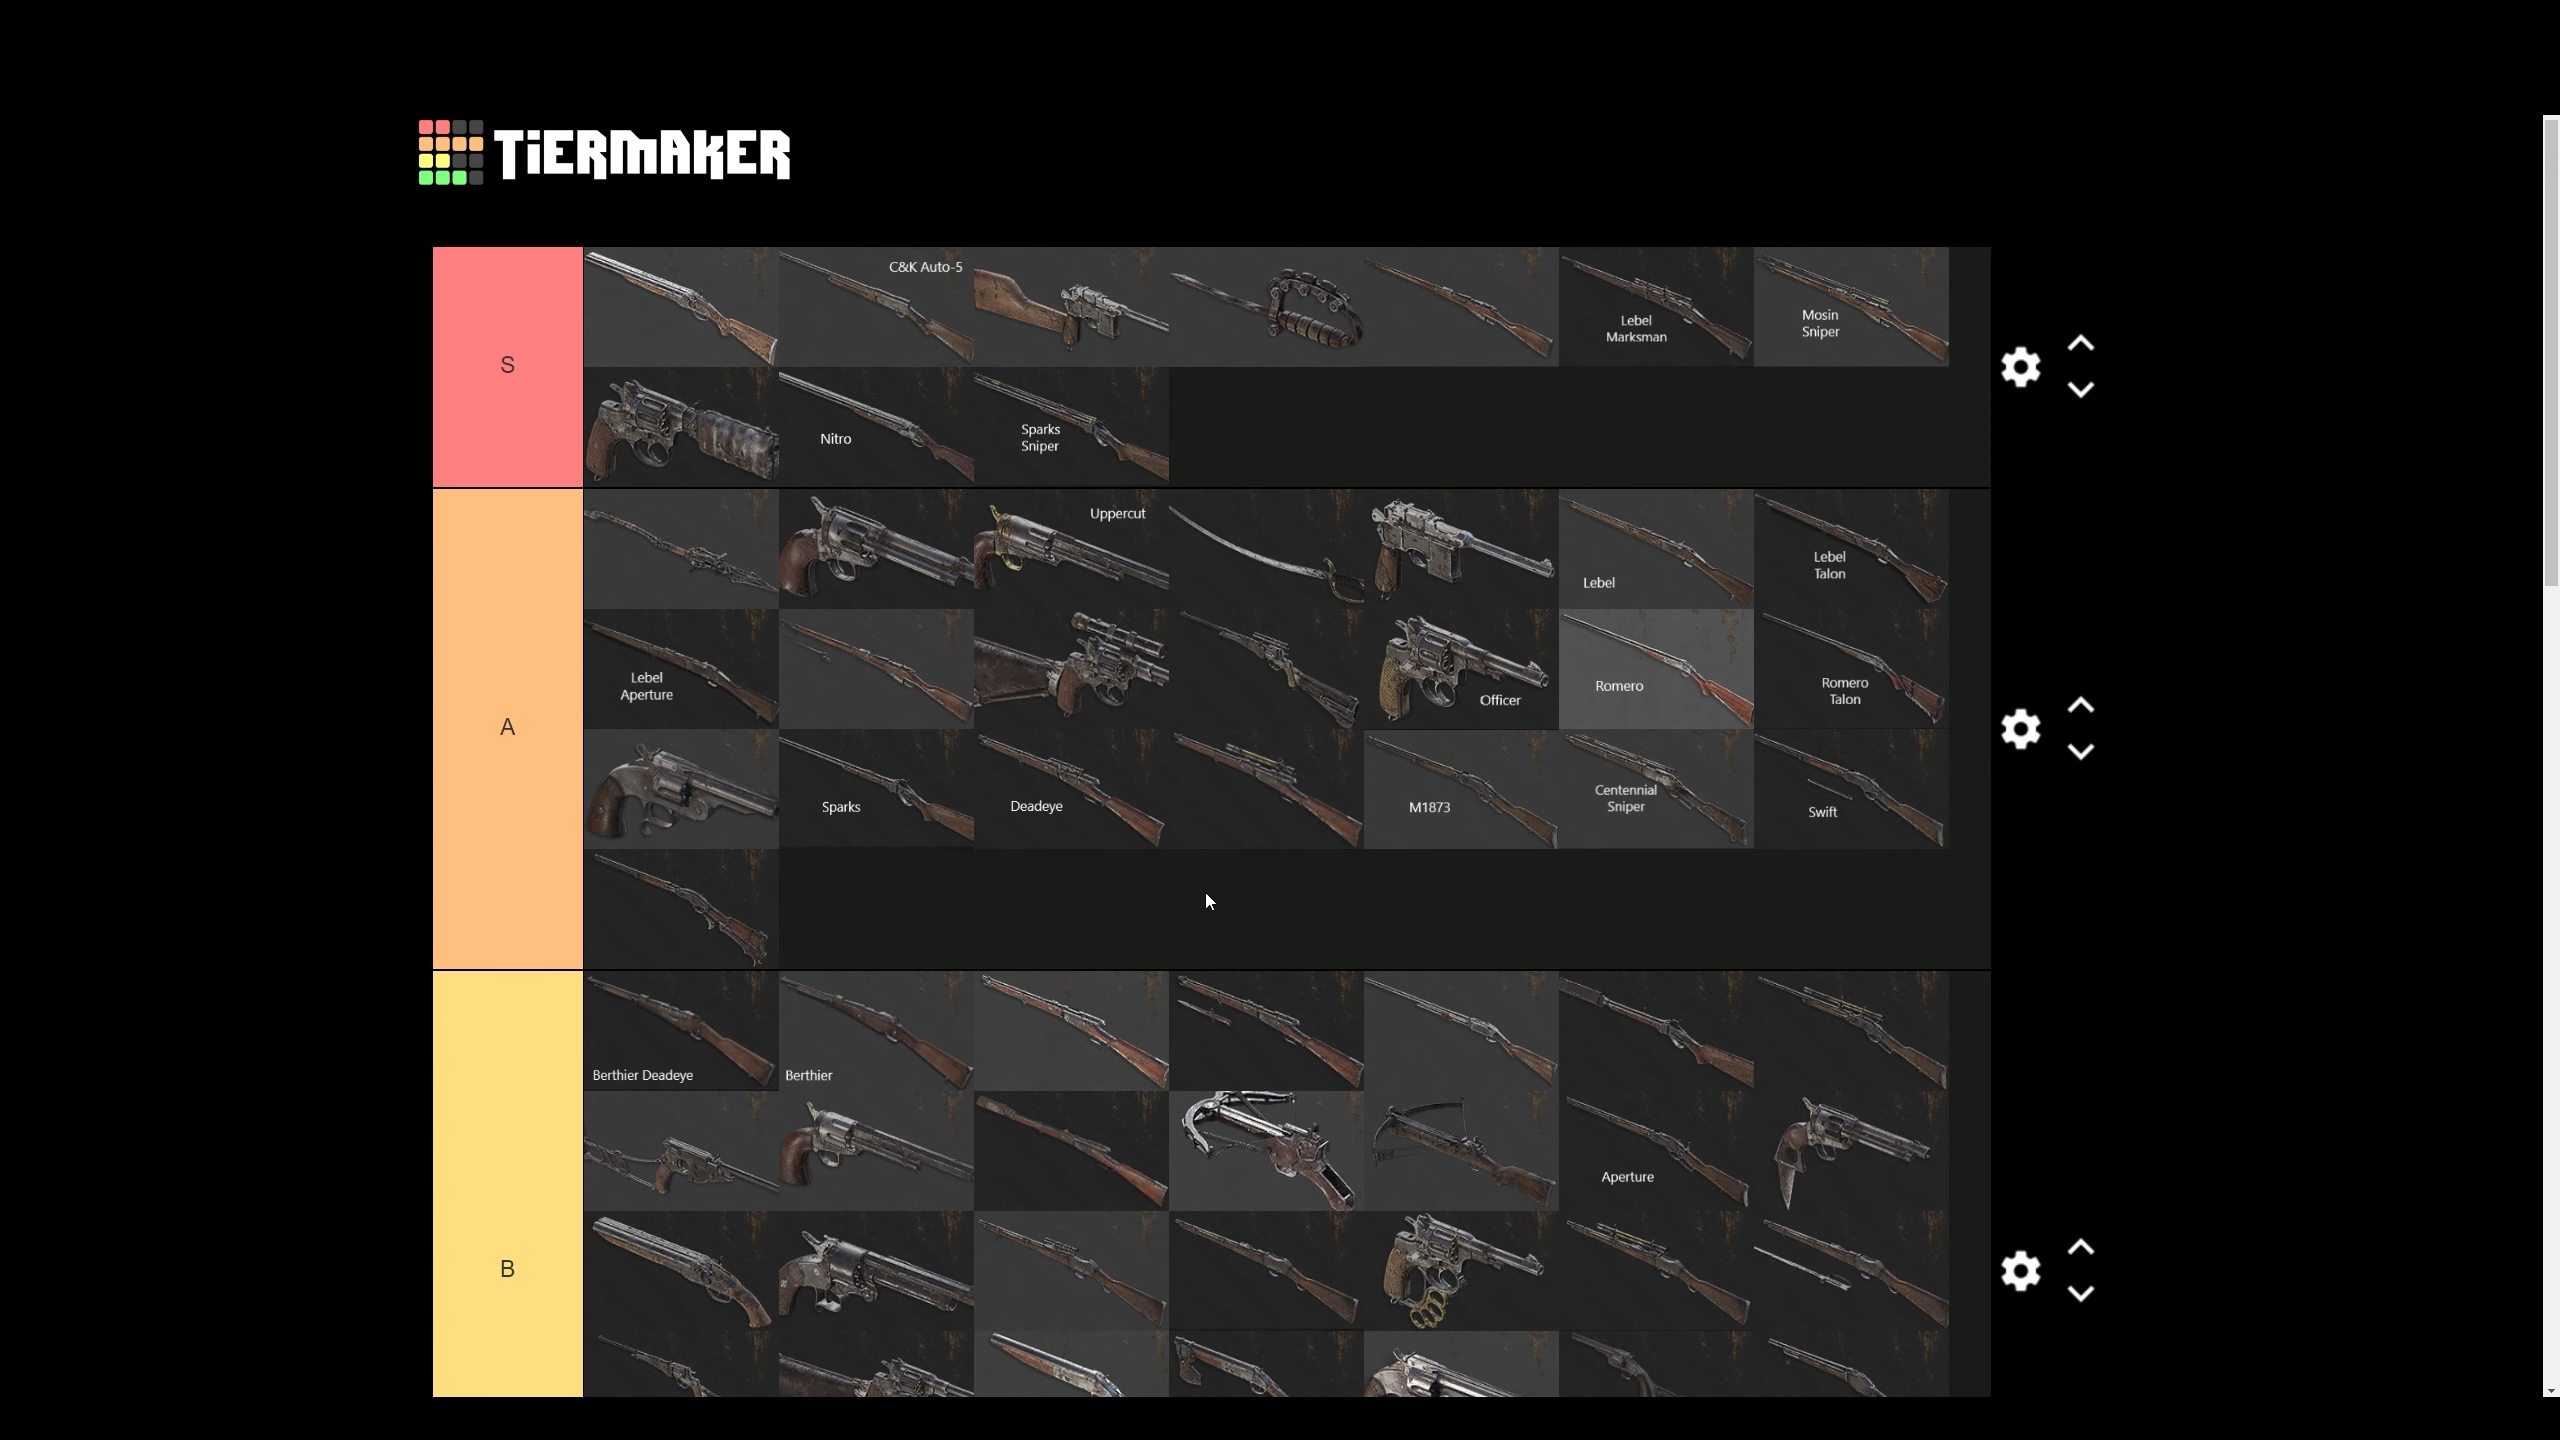 TiERMAKER
S
C&K Auto-5
Lebel
Marksman
Mosin
Sniper
Nitro
Sparks
Sniper
A
Uppercut
Lebel
Lebel
Talon
Lebel
Aperture
Officer
Romero
Romero
Talon
Sparks
Deadeye
M1873
Centennial
Sniper
Swift
B
Berthier Deadeye
Berthier
Aperture